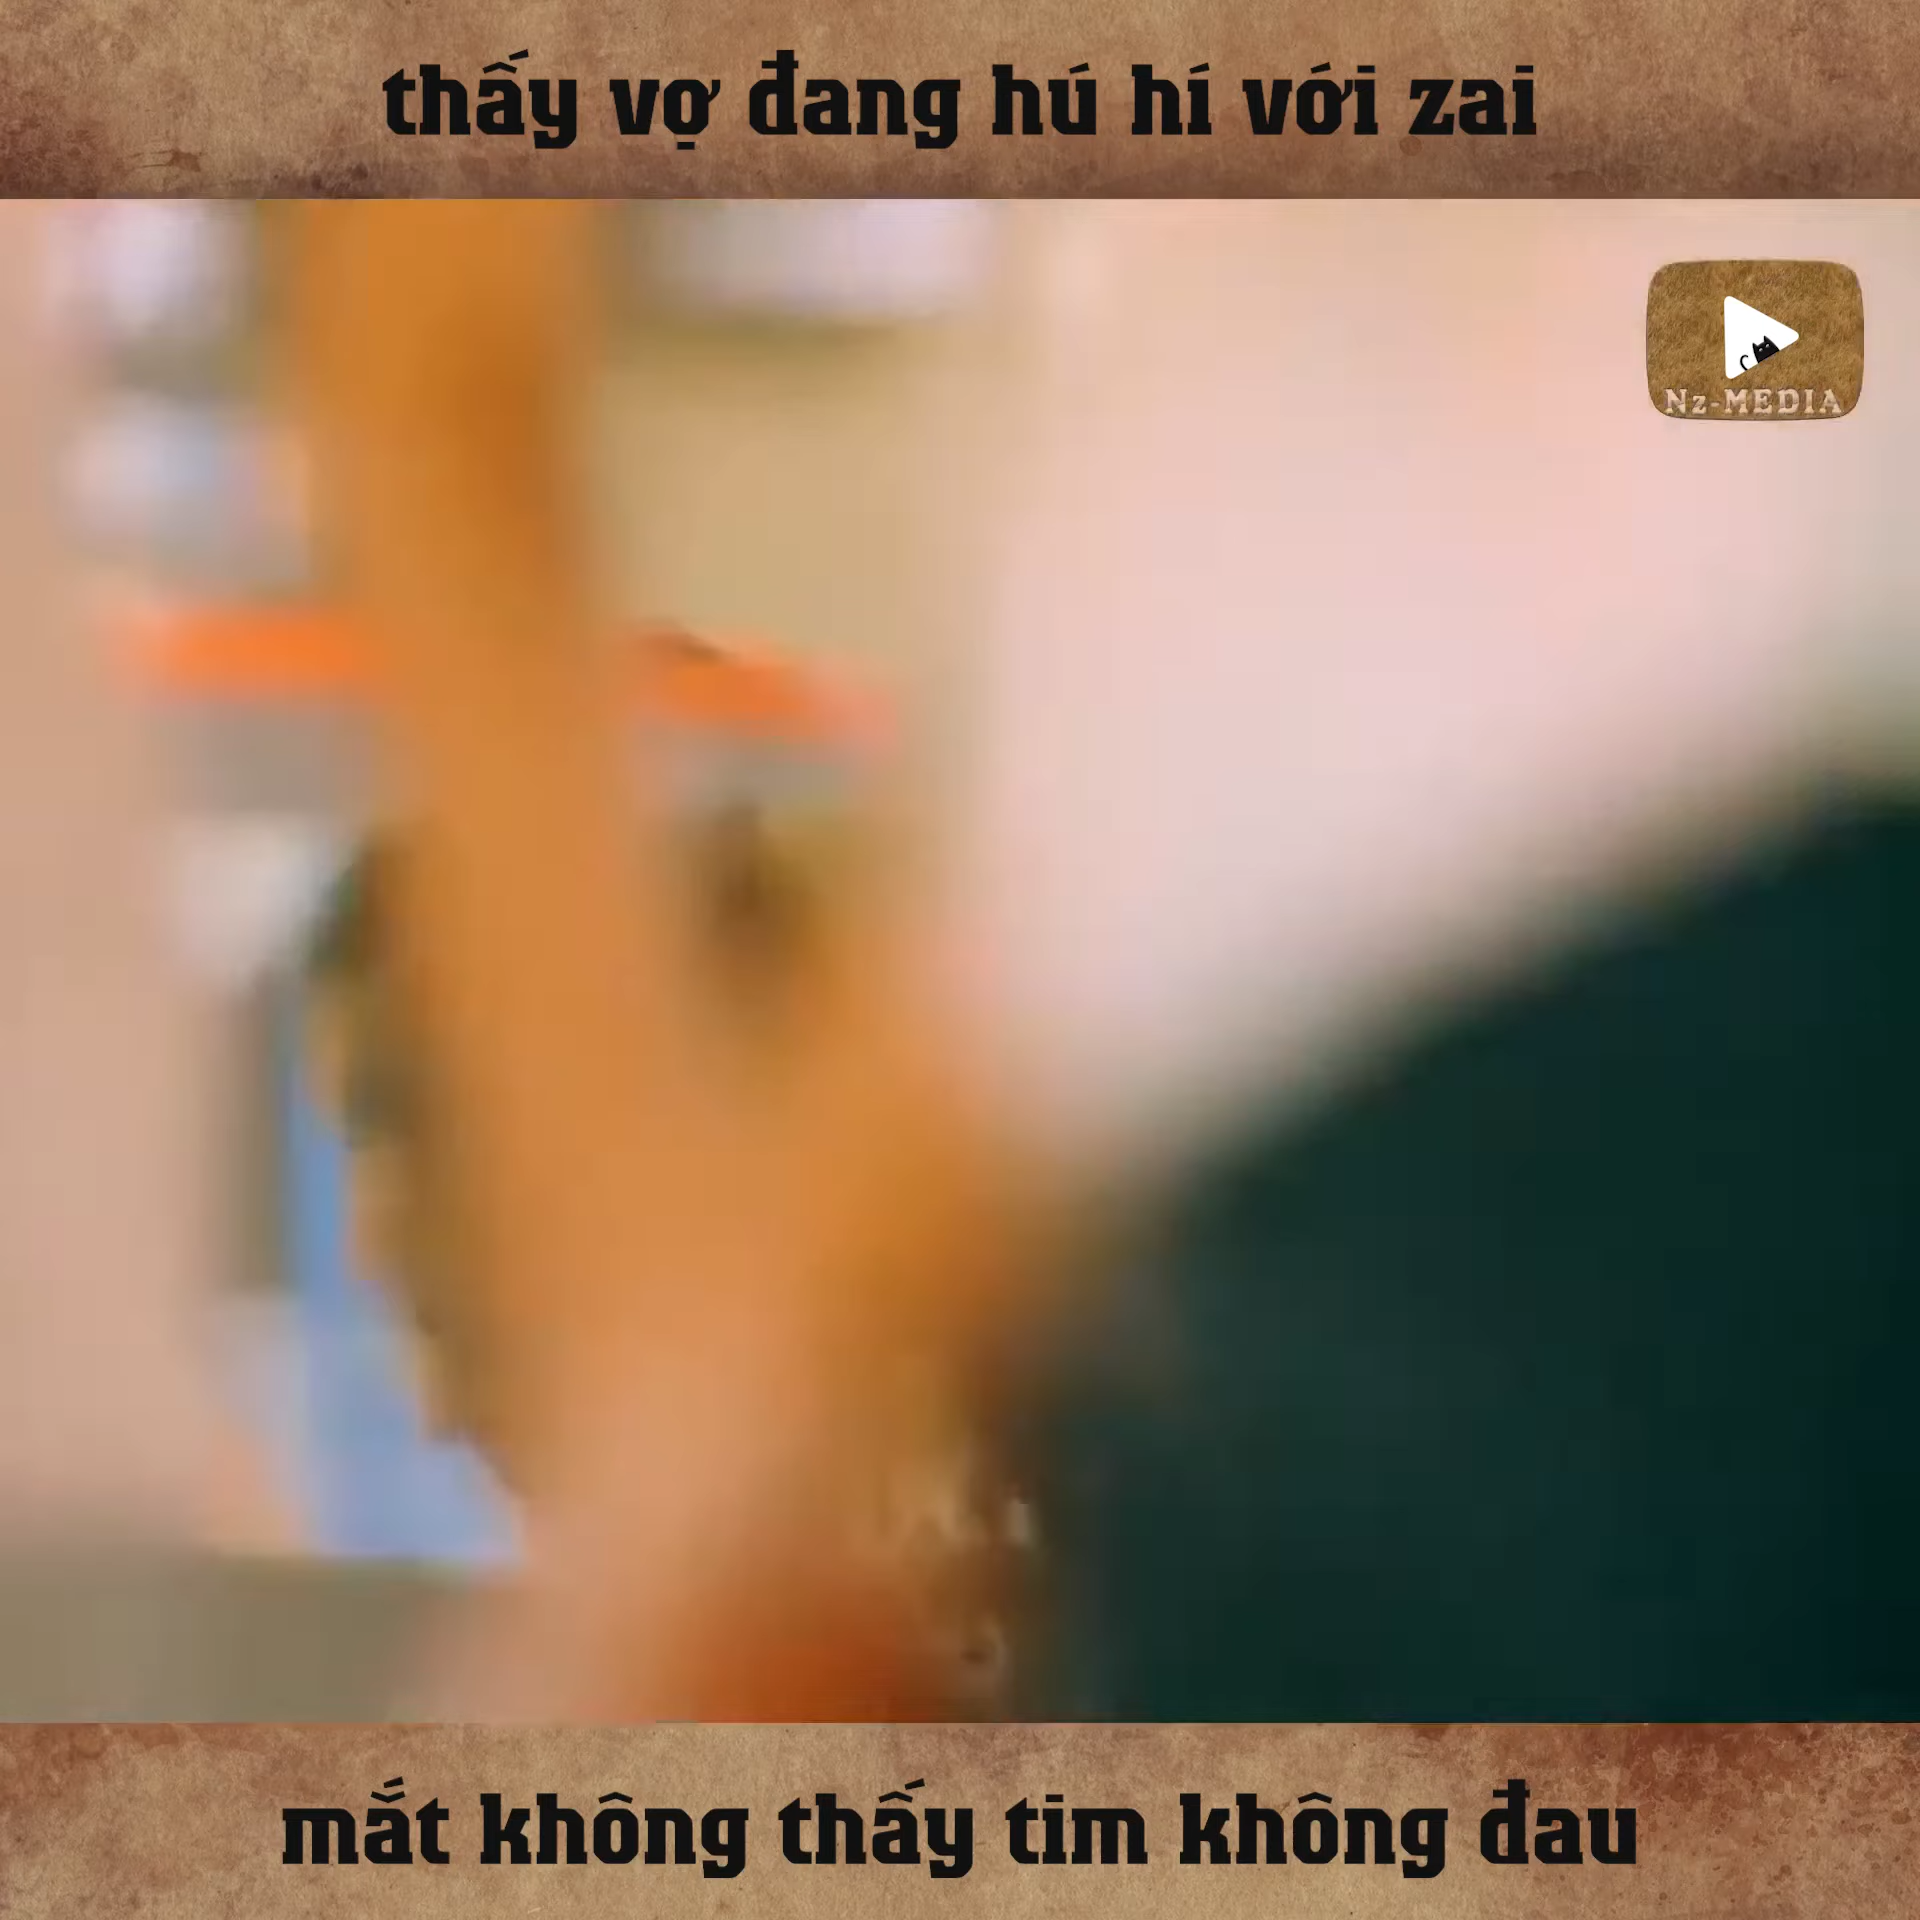 thấy vợ đang hú hí với zai
Nz-MEDIA
mắt không thấy tim không đau